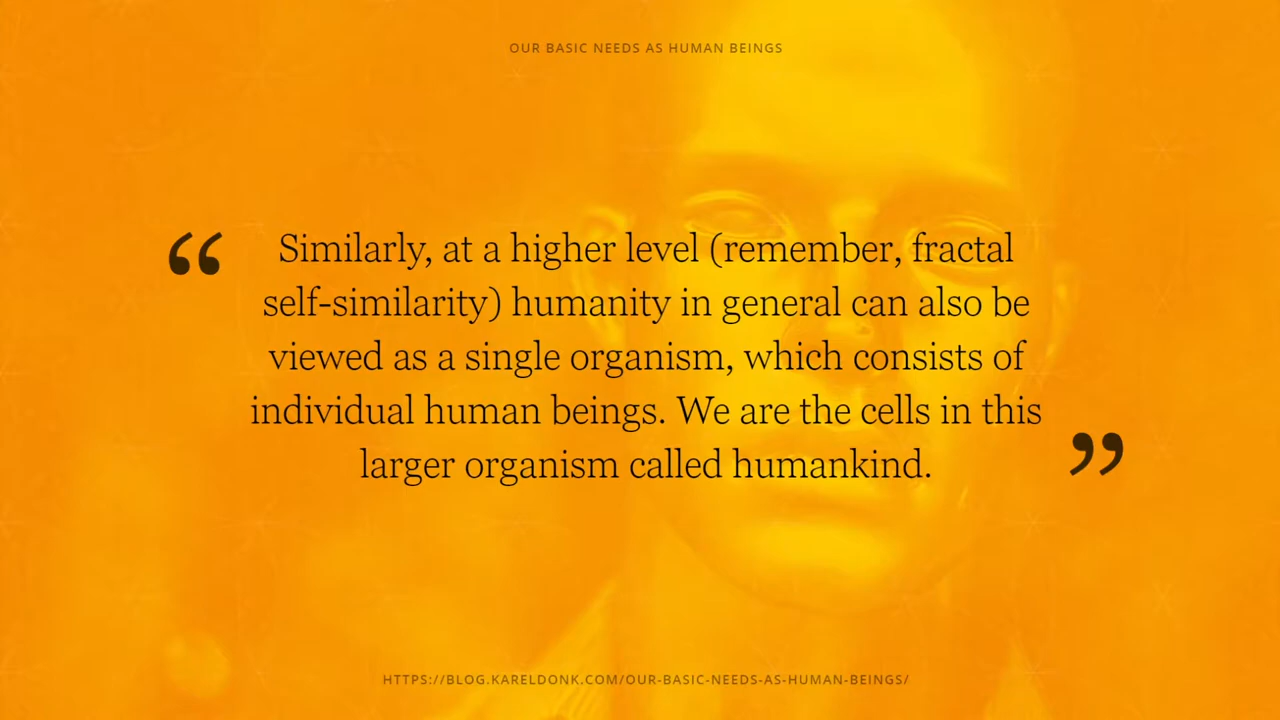 OUR BASIC NEEDS AS HUMAN BEINGS
“ Similarly, at a higher level (remember, fractal
self-similarity) humanity in general can also be
viewed as a single organism, which consists of
individual human beings. We are the cells in this
larger organism called humankind. ”
HTTPS://BLOG.KARELDONK.COM/OUR-BASIC-NEEDS-AS-HUMAN-BEINGS/